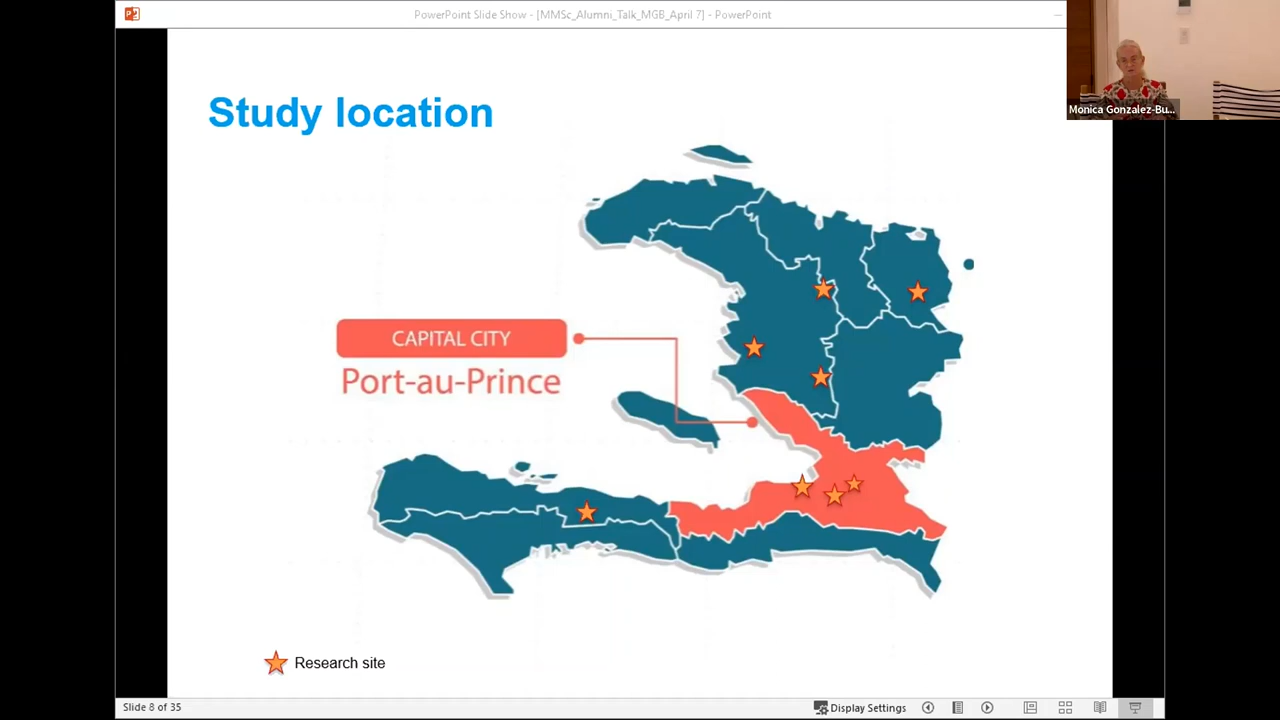 PowerPoint Slide Show - [MMSc_Alumni_Talk_MGB_April 7] - PowerPoint
Monica Gonzalez-Bu...
Study location
CAPITAL CITY
Port-au-Prince
Research site
Slide 8 of 35
Display Settings